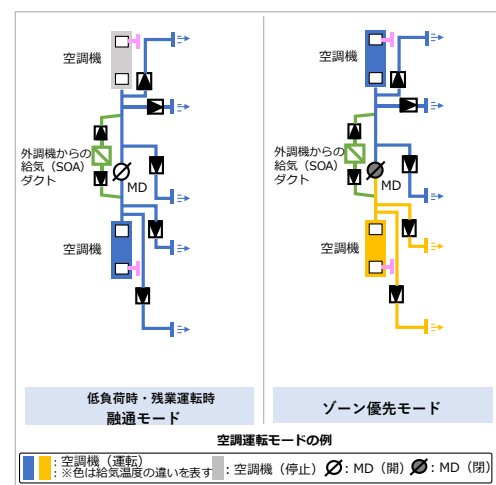 空調機
外調機からの
給気（SOA）
ダクト
MD
空調機
低負荷時・残業運転時
融通モード
空調機
外調機からの
給気（SOA）
ダクト
MD
空調機
ゾーン優先モード
空調運転モードの例
：空調機（運転）
：※色は給気温度の違いを表す
：空調機（停止）
：MD（開）
：MD（閉）